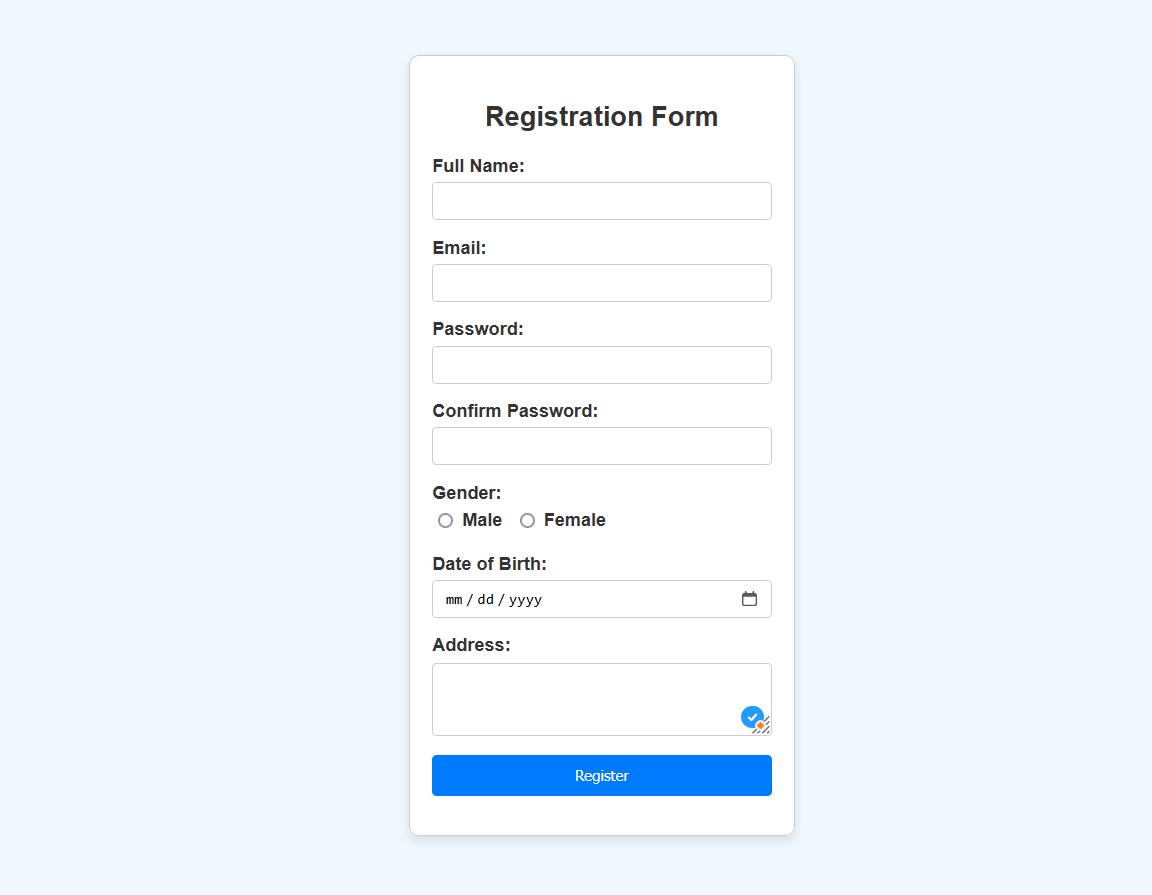 Registration Form
Full Name:
Email:
Password:
Confirm Password:
Gender:
Male Female
Date of Birth:
mm / dd / yyyy
Address:
Register